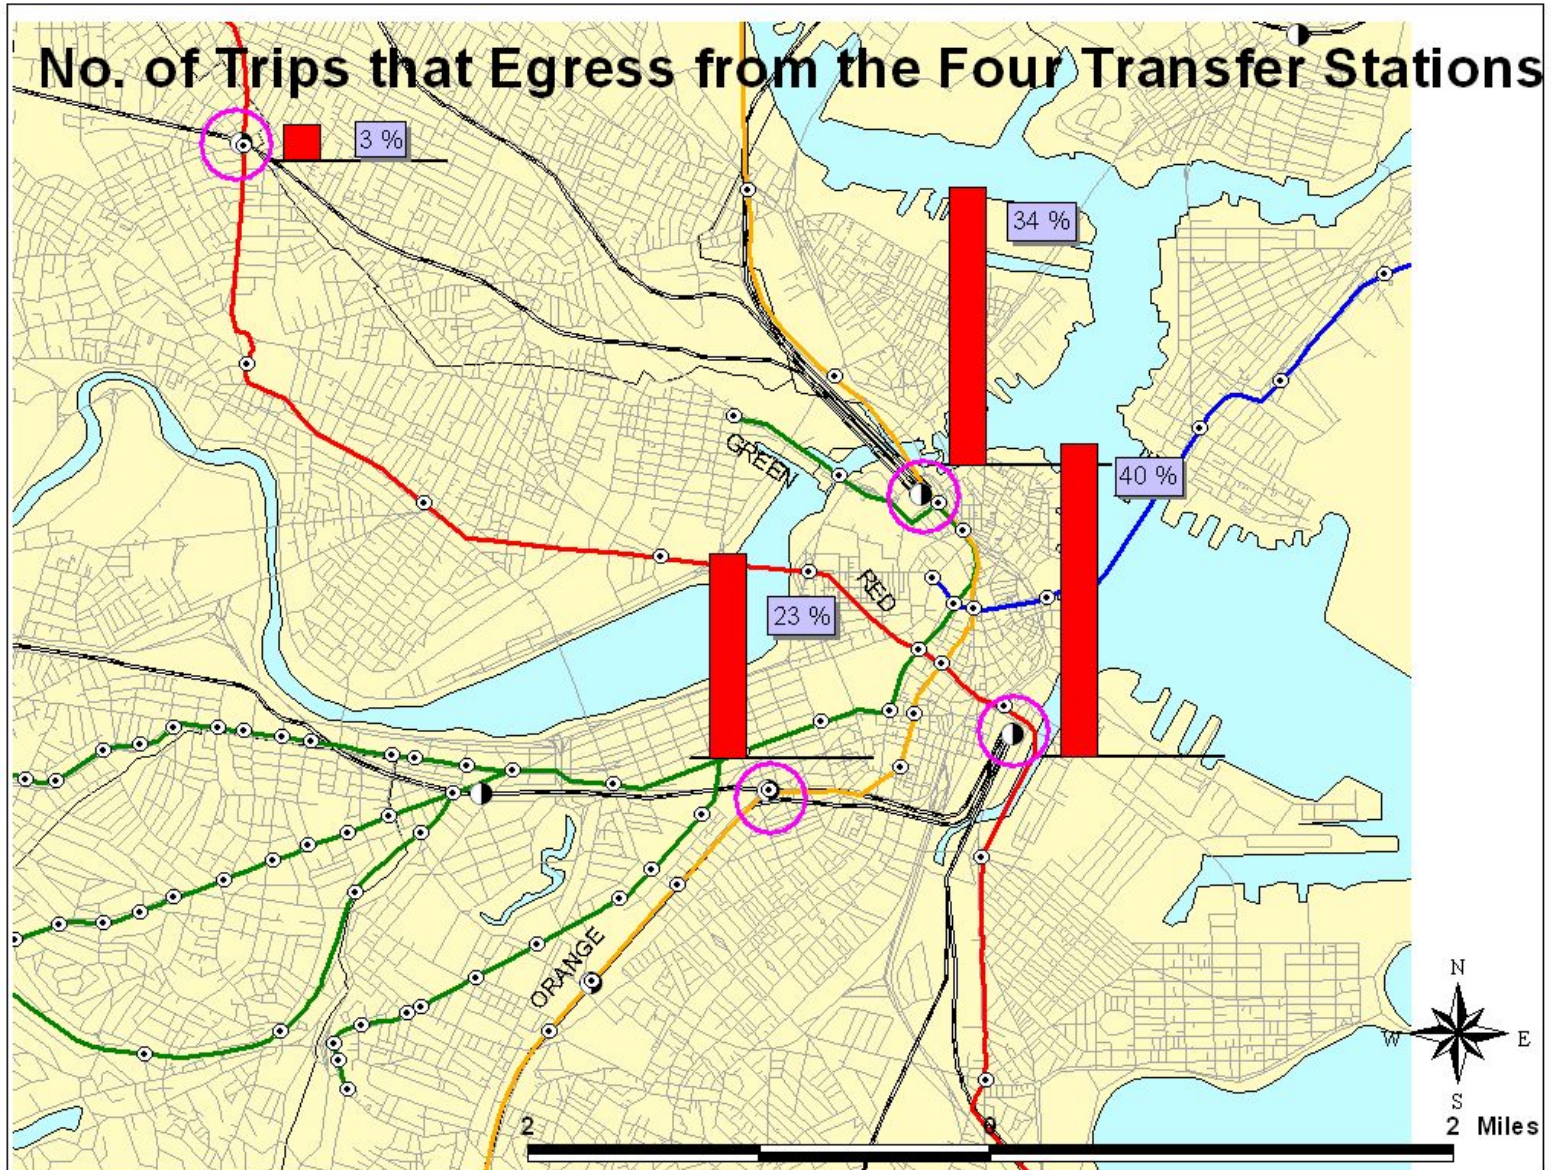 No. of Trips that Egress from the Four Transfer Stations
3 %
34 %
GREEN
40 %
RED
23 %
ORANGE
N
W E
S
2 0 2 Miles